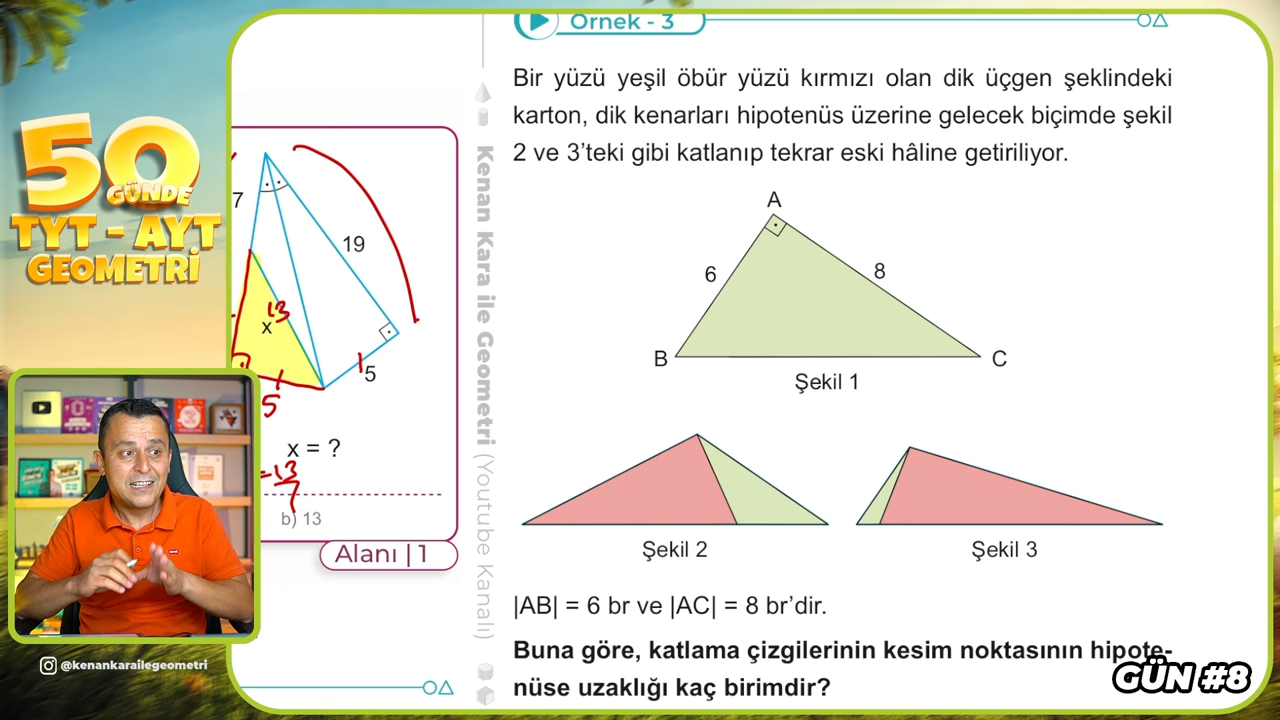 50
GÜNDE
TYT - AYT
GEOMETRİ
7
19
13
x
5
5
x = ?
=13
b) 13
Alanı | 1
Kenan Kara ile Geometri (Youtube Kanalı)
Örnek - 3
Bir yüzü yeşil öbür yüzü kırmızı olan dik üçgen şeklindeki
karton, dik kenarları hipotenüs üzerine gelecek biçimde şekil
2 ve 3’teki gibi katlanıp tekrar eski hâline getiriliyor.
A
6
8
B
C
Şekil 1
Şekil 2
Şekil 3
|AB| = 6 br ve |AC| = 8 br’dir.
Buna göre, katlama çizgilerinin kesim noktasının hipote-
nüse uzaklığı kaç birimdir?
GÜN #8
@kenankarailegeometri